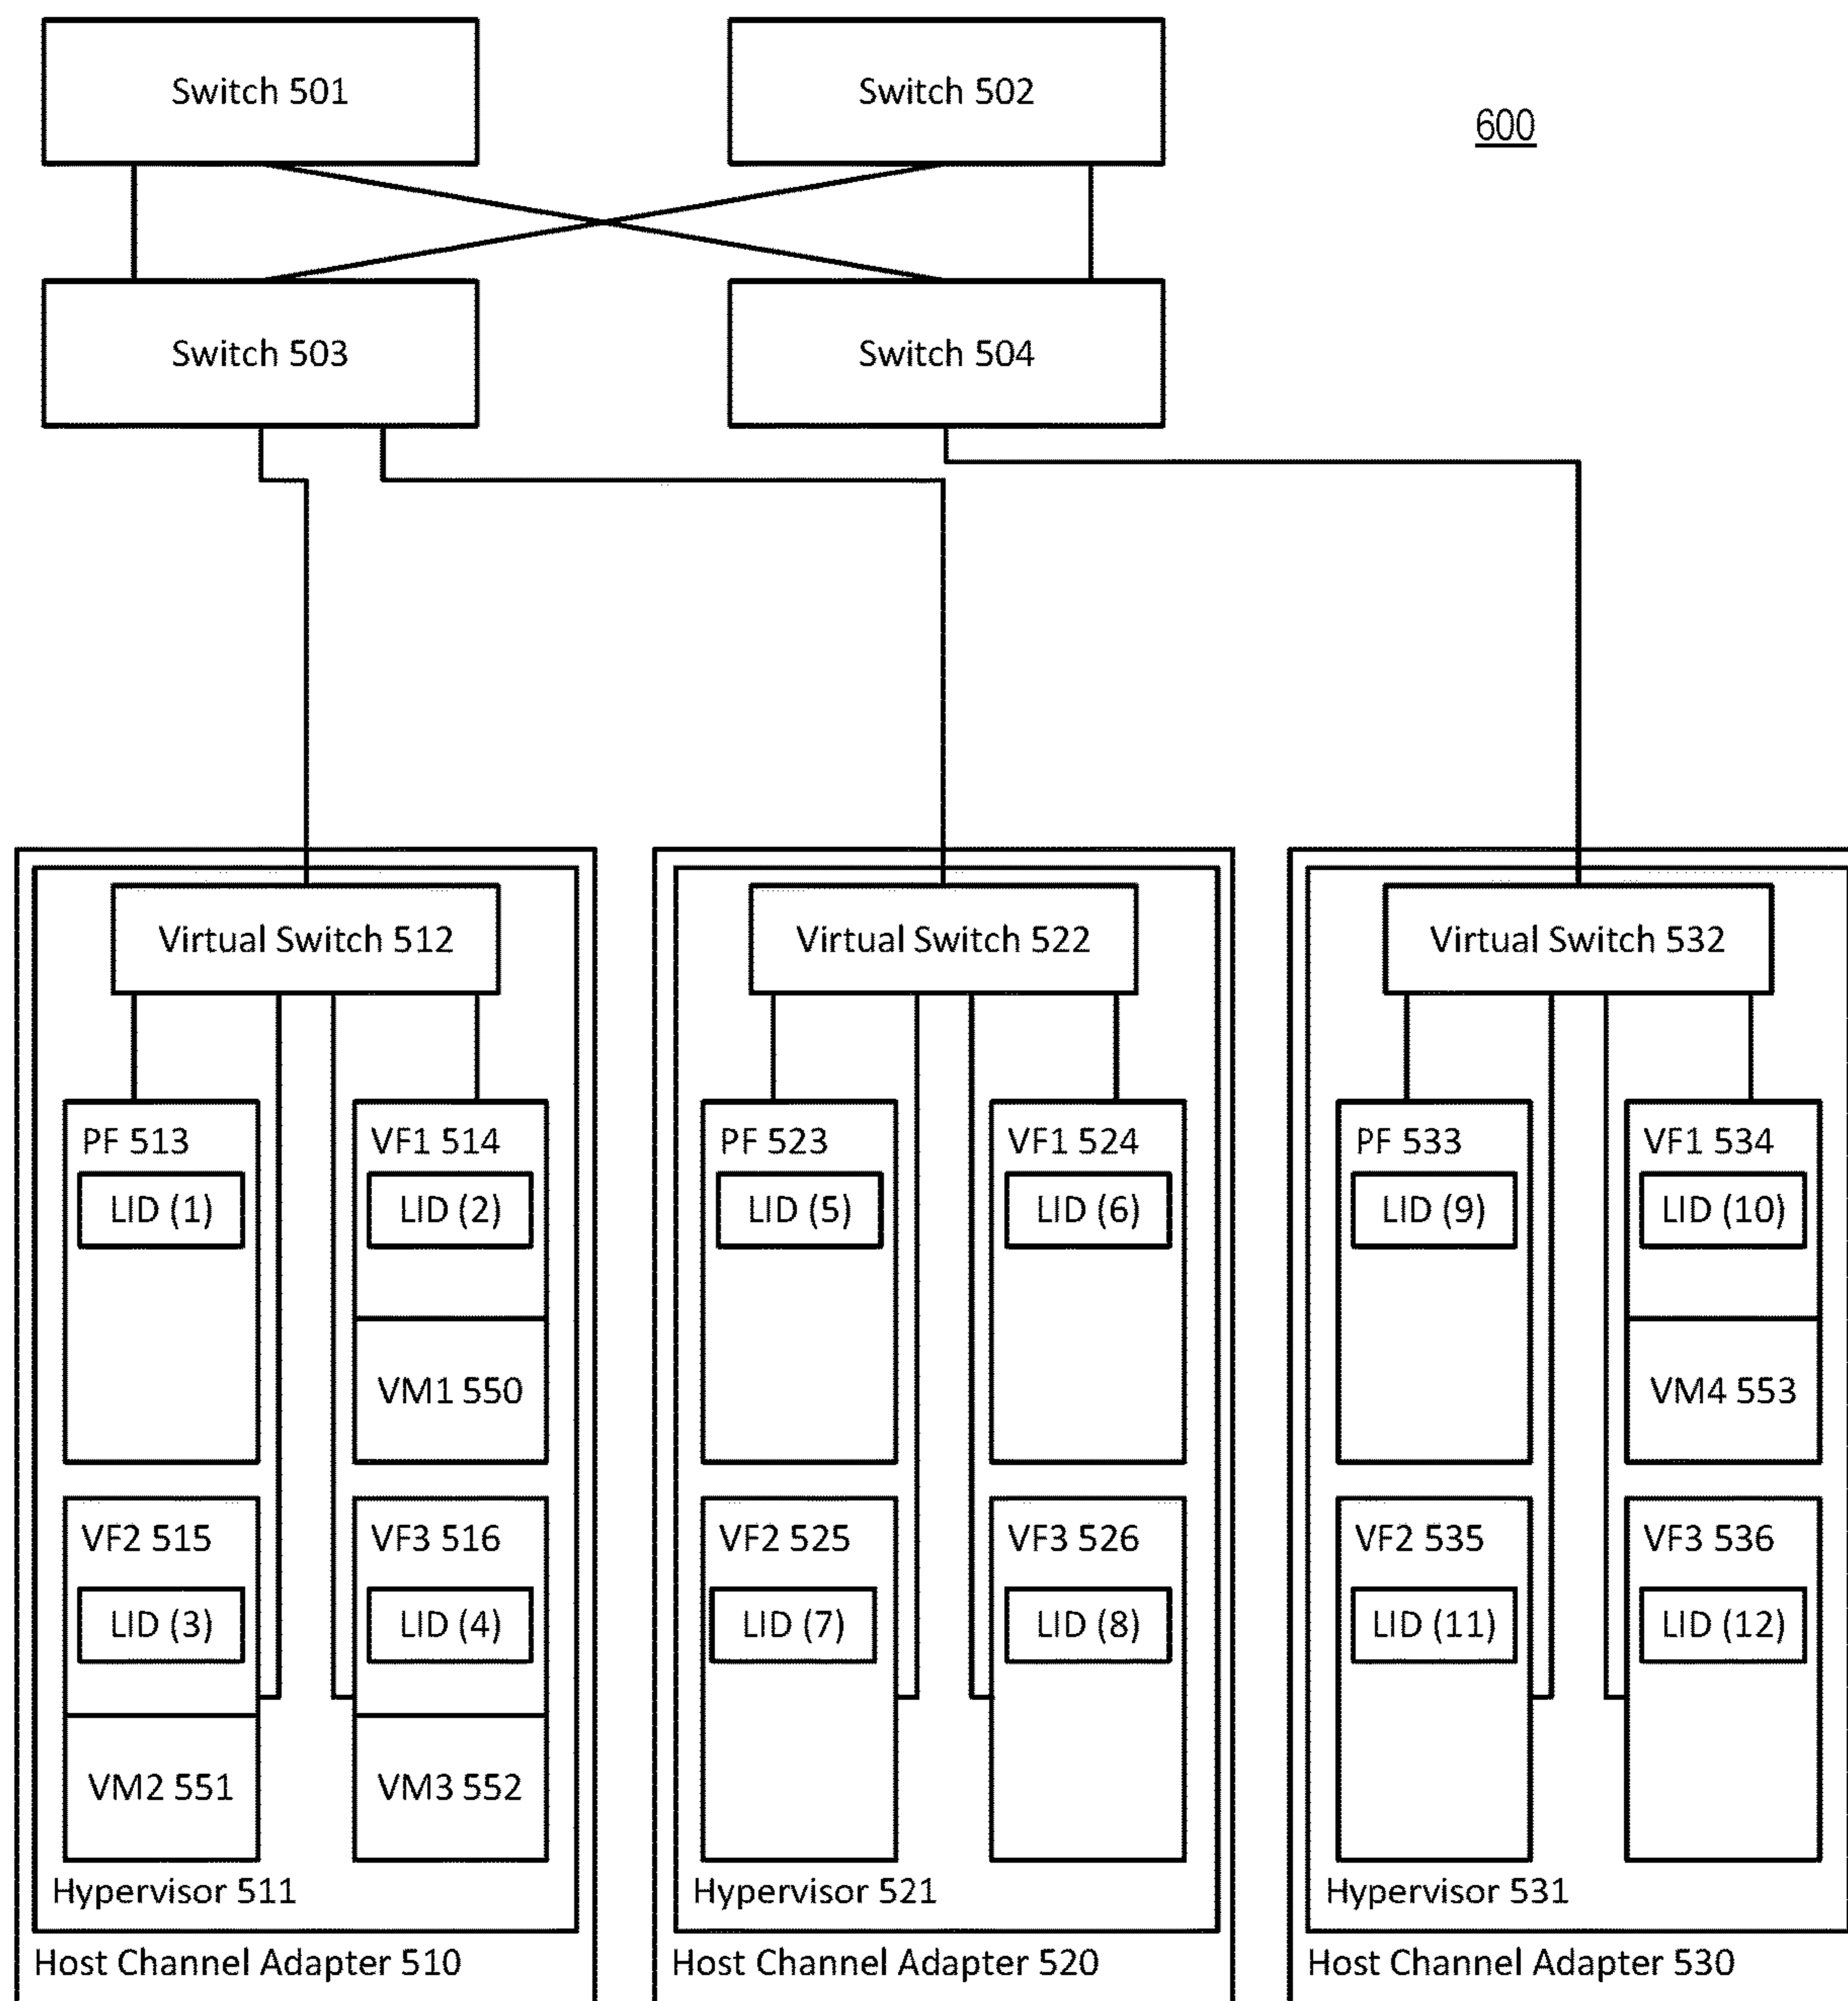 Switch 501
Switch 502
600
Switch 503
Switch 504
Virtual Switch 512
PF 513
LID (1)
VF1 514
LID (2)
VM1 550
VF2 515
LID (3)
VM2 551
VF3 516
LID (4)
VM3 552
Hypervisor 511
Host Channel Adapter 510
Virtual Switch 522
PF 523
LID (5)
VF1 524
LID (6)
VF2 525
LID (7)
VF3 526
LID (8)
Hypervisor 521
Host Channel Adapter 520
Virtual Switch 532
PF 533
LID (9)
VF1 534
LID (10)
VM4 553
VF2 535
LID (11)
VF3 536
LID (12)
Hypervisor 531
Host Channel Adapter 530